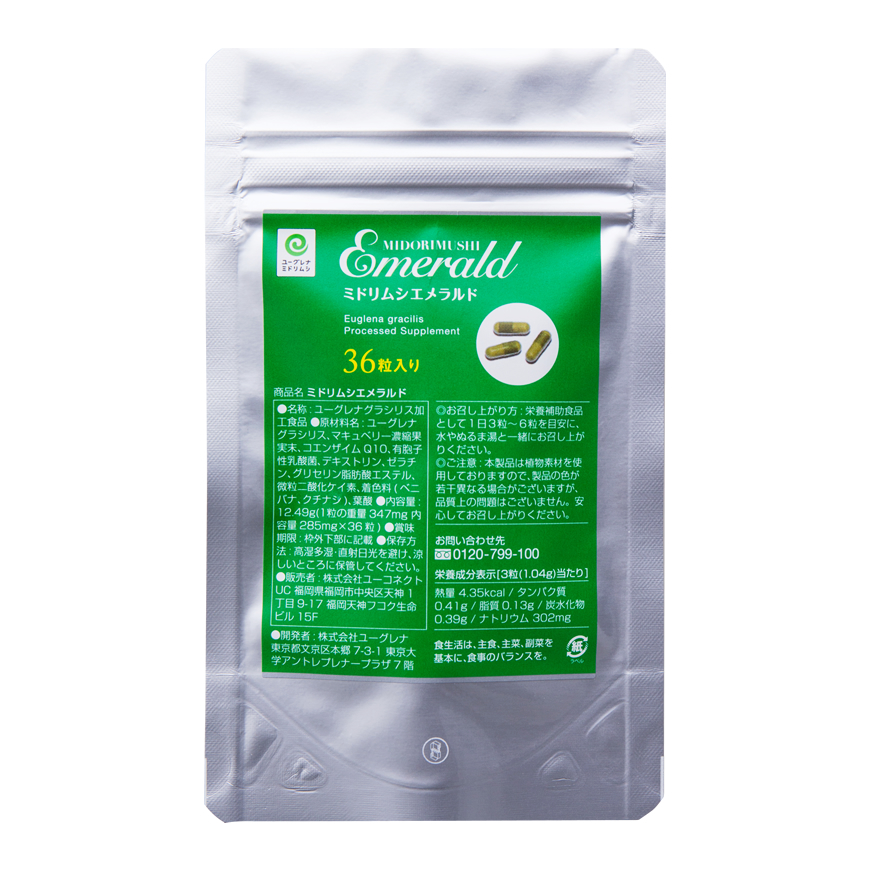 ユーグレナ
ミドリムシ
MIDORIMUSHI
Emerald
ミドリムシエメラルド
Euglena gracilis
Processed Supplement
36粒入り
商品名 ミドリムシエメラルド
●名称 : ユーグレナグラシリス加
工食品 ●原材料名 : ユーグレナ
グラシリス、マキュベリー濃縮果
実末、コエンザイムQ10、有胞子
性乳酸菌、デキストリン、ゼラチ
ン、グリセリン脂肪酸エステル、
微粒二酸化ケイ素、着色料 ( ベニ
バナ、クチナシ )、葉酸 ●内容量 :
12.49g(1粒の重量 347mg 内
容量 285mg×36 粒 ) ●賞味
期限 : 枠外下部に記載 ●保存方
法 : 高湿多湿・直射日光を避け、涼
しいところに保管してください。
●販売者 : 株式会社ユーコネクト
UC 福岡県福岡市中央区天神 1
丁目 9-17 福岡天神フコク生命
ビル 15F
●開発者 : 株式会社ユーグレナ
東京都文京区本郷 7-3-1 東京大
学アントレプレナープラザ 7 階
◎お召し上がり方 : 栄養補助食品
として1日3粒～6粒を目安に、
水やぬるま湯と一緒にお召し上が
りください。
◎ご注意 : 本製品は植物素材を使
用しておりますので、製品の色が
若干異なる場合がございますが、
品質上の問題はございません。安
心してお召し上がりください。
お問い合わせ先
0120-799-100
栄養成分表示[3粒(1.04g)当たり]
熱量 4.35kcal / タンパク質
0.41g / 脂質 0.13g / 炭水化物
0.39g / ナトリウム 302mg
食生活は、主食、主菜、副菜を
基本に、食事のバランスを。
紙
ラベル